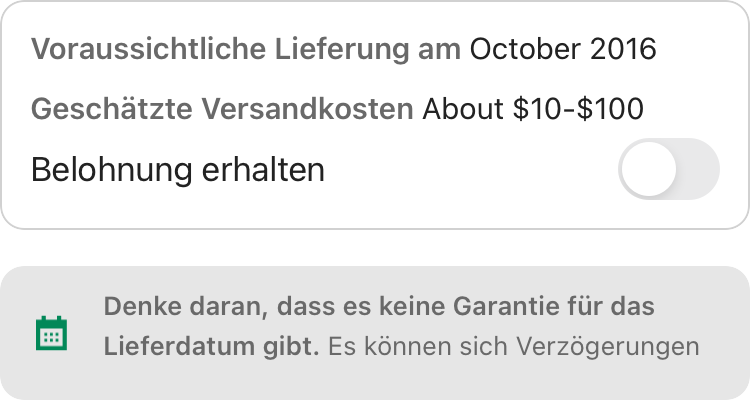 Voraussichtliche Lieferung am October 2016
Geschätzte Versandkosten About $10-$100
Belohnung erhalten
Denke daran, dass es keine Garantie für das
Lieferdatum gibt. Es können sich Verzögerungen